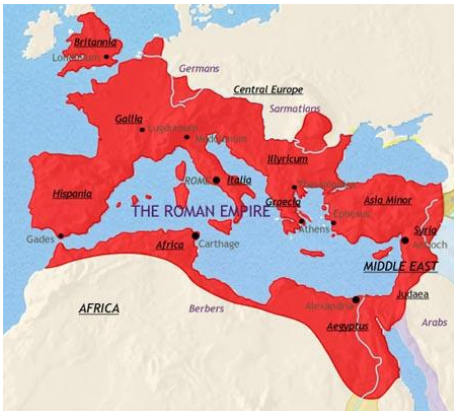 Britannia
Londinium
Germans
Central Europe
Sarmatians
Gallia
Lugdunum
Mediolanum
Illyricum
ROME
Italia
Hispania
Graecia
Asia Minor
THE ROMAN EMPIRE
Ephesus
Athens
Syria
Antioch
Gades
Africa
Carthage
MIDDLE EAST
Judaea
AFRICA
Berbers
Alexandria
Aegyptus
Arabs